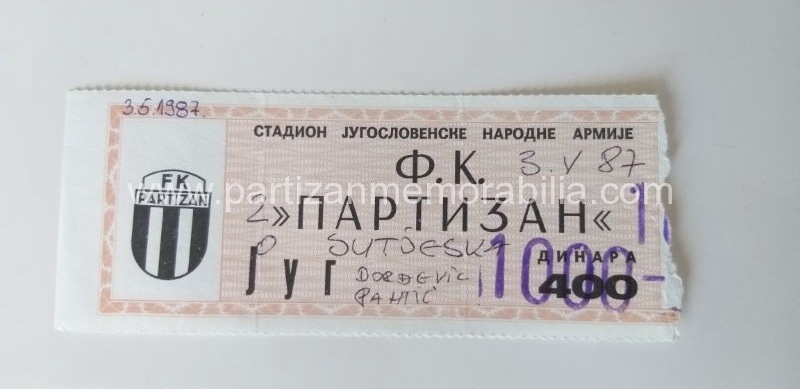 3.5.1987.
СТАДИОН ЈУГОСЛОВЕНСКЕ НАРОДНЕ АРМИЈЕ
Ф.К. 3.V 87
FK
PARTIZAN
www.partizanmemorabilia.com
2 »ПАРТИЗАН«
0 SUTJESKA
1000-
ДИНАРА
ЈУГ
400